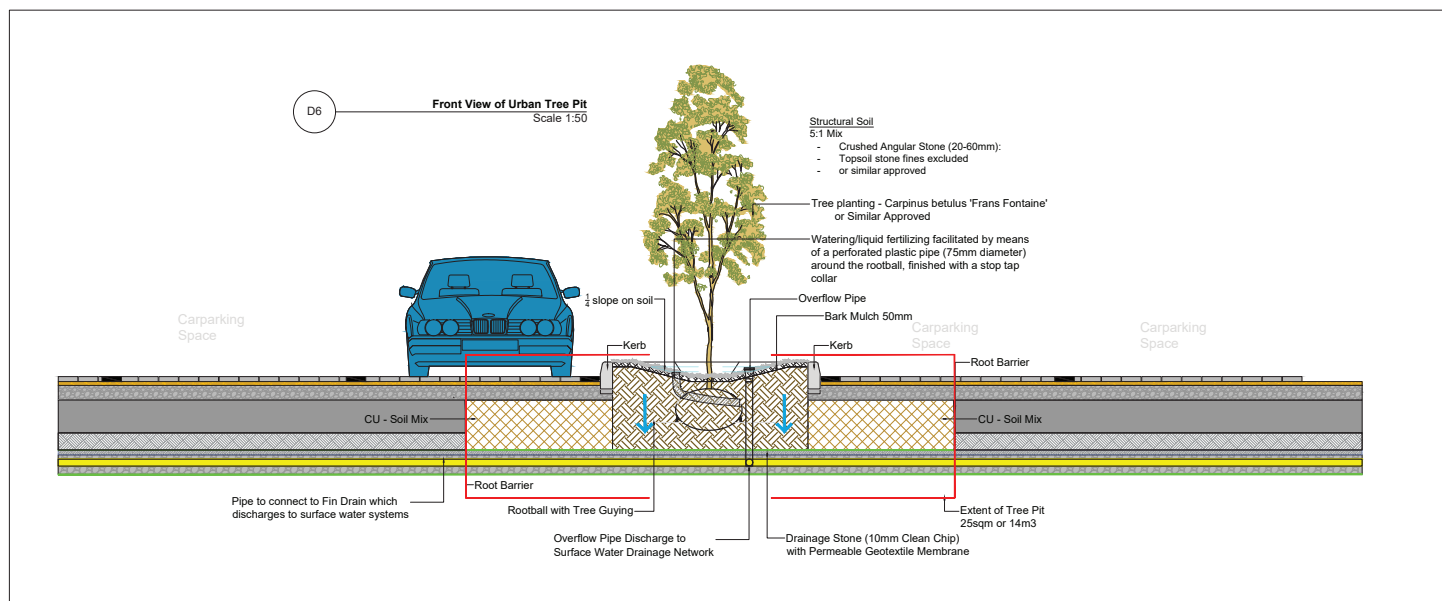 D6
Front View of Urban Tree Pit
Scale 1:50
Structural Soil
5:1 Mix
- Crushed Angular Stone (20-60mm):
- Topsoil stone fines excluded
- or similar approved
Tree planting - Carpinus betulus 'Frans Fontaine'
or Similar Approved
Watering/liquid fertilizing facilitated by means
of a perforated plastic pipe (75mm diameter)
around the rootball, finished with a stop tap
collar
1/4 slope on soil
Overflow Pipe
Bark Mulch 50mm
Carparking
Space
Carparking
Space
Carparking
Space
Kerb
Kerb
Root Barrier
CU - Soil Mix
CU - Soil Mix
Root Barrier
Pipe to connect to Fin Drain which
discharges to surface water systems
Rootball with Tree Guying
Extent of Tree Pit
25sqm or 14m3
Overflow Pipe Discharge to
Surface Water Drainage Network
Drainage Stone (10mm Clean Chip)
with Permeable Geotextile Membrane